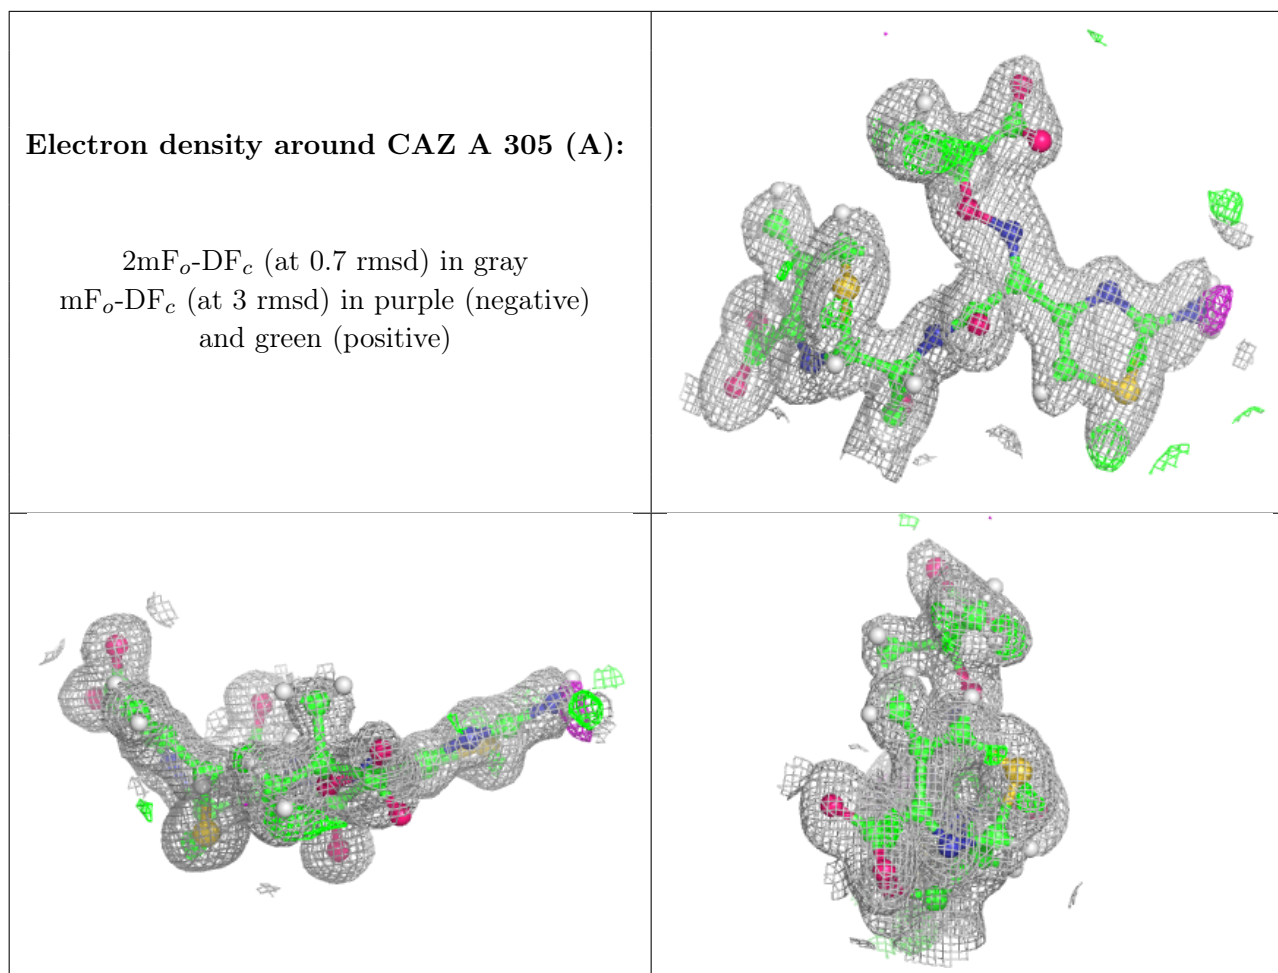 Electron density around CAZ A 305 (A):
2mFₒ-DF𝒸 (at 0.7 rmsd) in gray
mFₒ-DF𝒸 (at 3 rmsd) in purple (negative)
and green (positive)